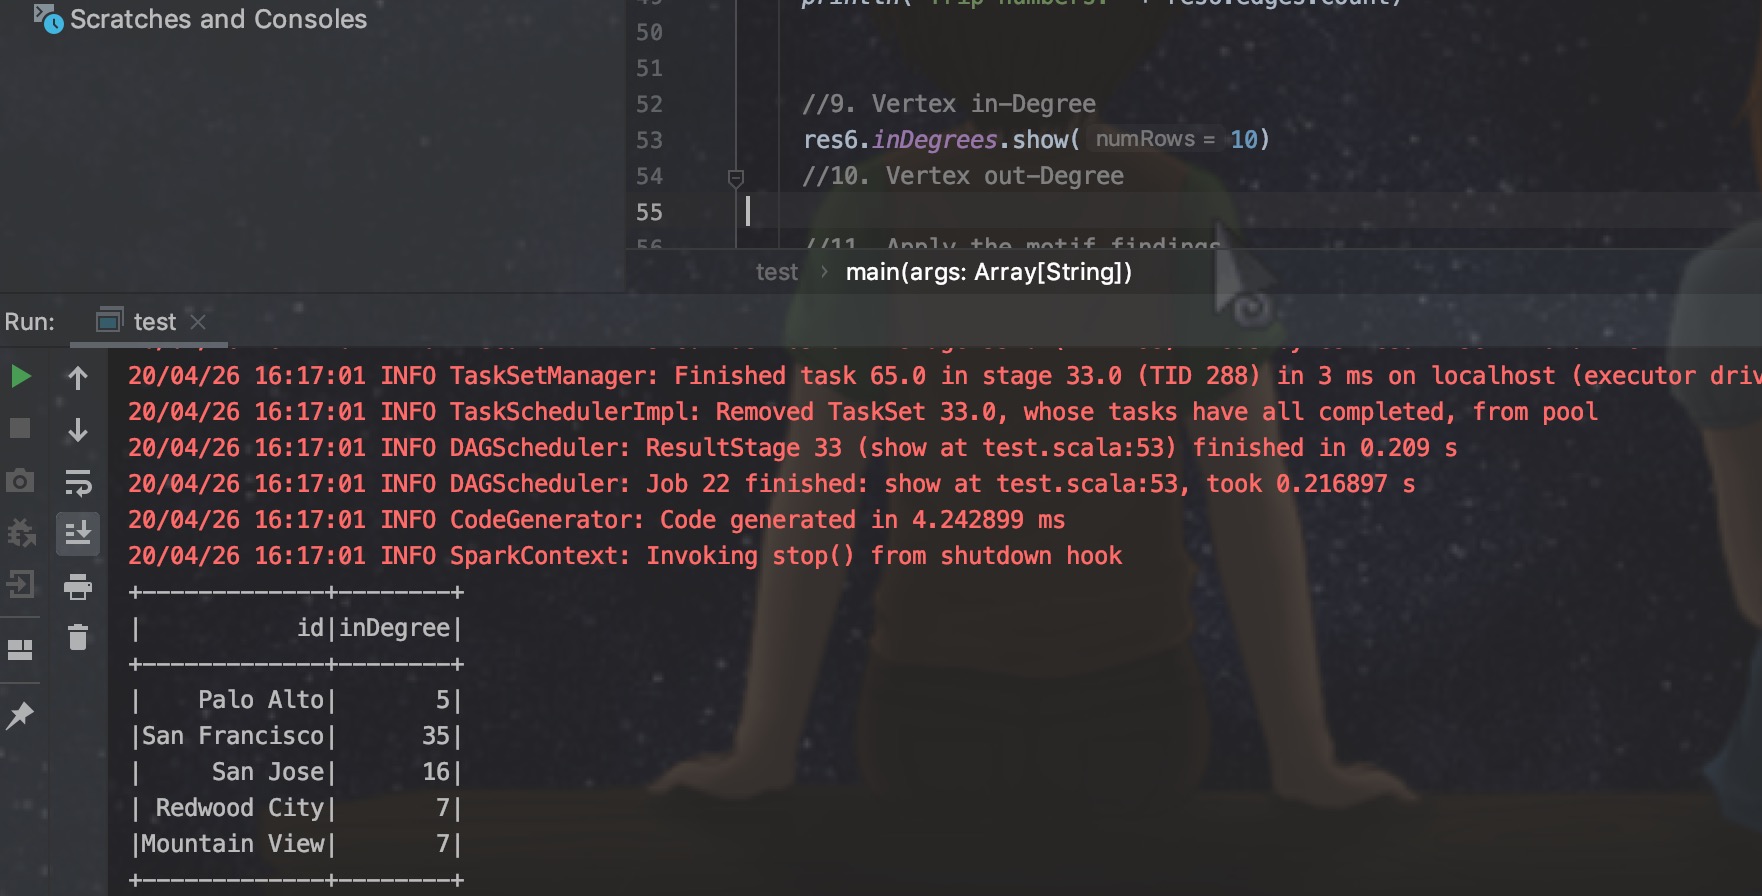 Scratches and Consoles
50
51
52 //9. Vertex in-Degree
53 res6.inDegrees.show( numRows = 10)
54 //10. Vertex out-Degree
55
56 //11. Apply the motif findings
test › main(args: Array[String])
Run: test
20/04/26 16:17:01 INFO TaskSetManager: Finished task 65.0 in stage 33.0 (TID 288) in 3 ms on localhost (executor driv
20/04/26 16:17:01 INFO TaskSchedulerImpl: Removed TaskSet 33.0, whose tasks have all completed, from pool
20/04/26 16:17:01 INFO DAGScheduler: ResultStage 33 (show at test.scala:53) finished in 0.209 s
20/04/26 16:17:01 INFO DAGScheduler: Job 22 finished: show at test.scala:53, took 0.216897 s
20/04/26 16:17:01 INFO CodeGenerator: Code generated in 4.242899 ms
20/04/26 16:17:01 INFO SparkContext: Invoking stop() from shutdown hook
+-------------+--------+
|           id|inDegree|
+-------------+--------+
|    Palo Alto|       5|
|San Francisco|      35|
|     San Jose|      16|
| Redwood City|       7|
|Mountain View|       7|
+-------------+--------+